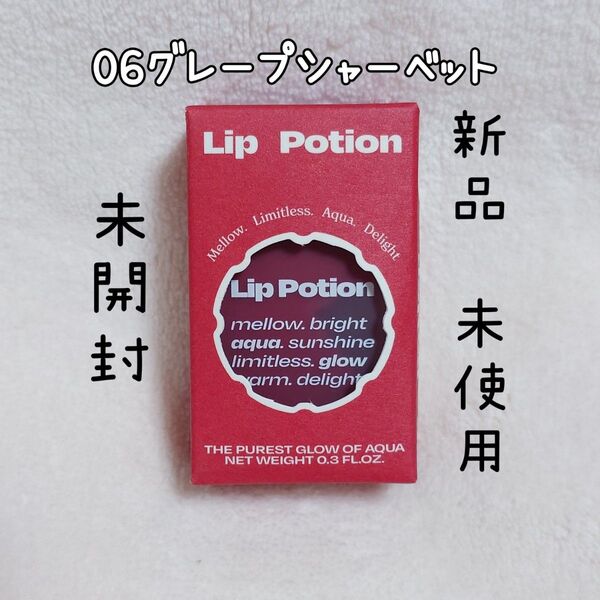 06グレープシャーベット
新品 未使用
未開封
Lip Potion
Mellow. Limitless. Aqua. Delight
Lip Potion
mellow. bright
aqua. sunshine
limitless. glow
warm. delight
THE PUREST GLOW OF AQUA
NET WEIGHT 0.3 FL.OZ.